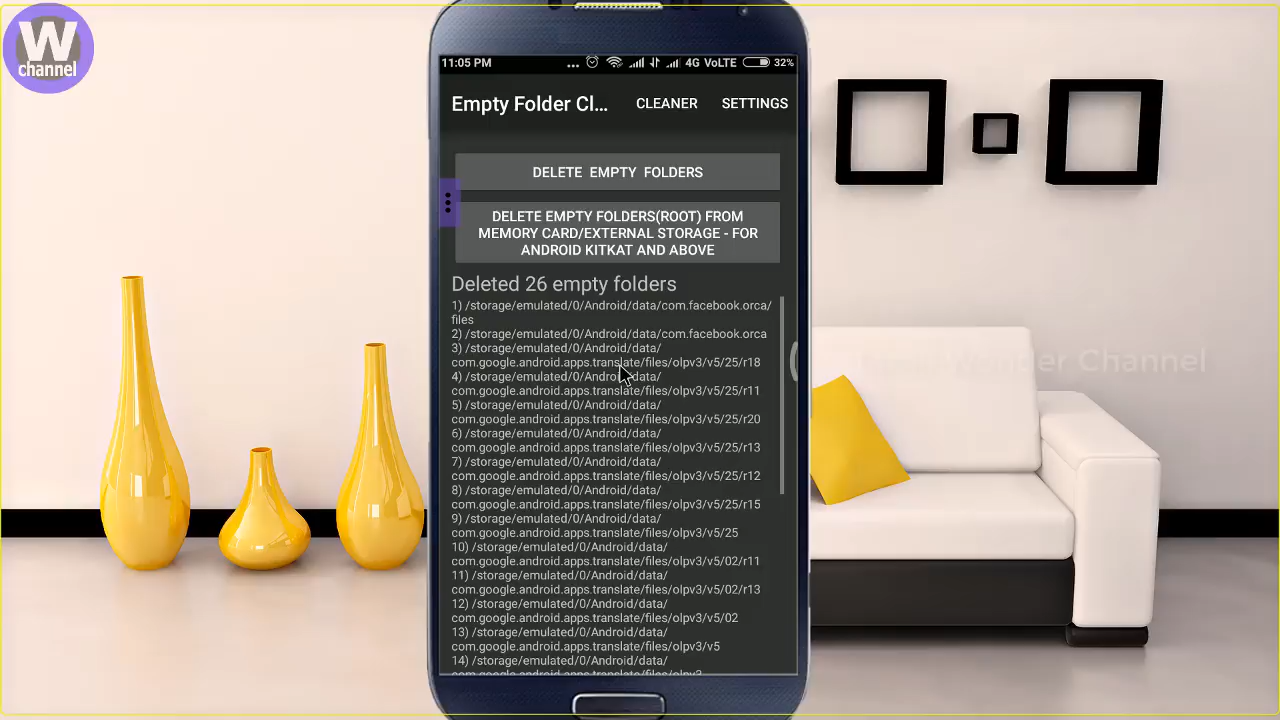 W
channel
11:05 PM
... 4G VoLTE 32%
Empty Folder Cl... CLEANER SETTINGS
DELETE EMPTY FOLDERS
DELETE EMPTY FOLDERS(ROOT) FROM
MEMORY CARD/EXTERNAL STORAGE - FOR
ANDROID KITKAT AND ABOVE
Deleted 26 empty folders
1) /storage/emulated/0/Android/data/com.facebook.orca/
files
2) /storage/emulated/0/Android/data/com.facebook.orca
3) /storage/emulated/0/Android/data/
com.google.android.apps.translate/files/olpv3/v5/25/r18
4) /storage/emulated/0/Android/data/
com.google.android.apps.translate/files/olpv3/v5/25/r11
5) /storage/emulated/0/Android/data/
com.google.android.apps.translate/files/olpv3/v5/25/r20
6) /storage/emulated/0/Android/data/
com.google.android.apps.translate/files/olpv3/v5/25/r13
7) /storage/emulated/0/Android/data/
com.google.android.apps.translate/files/olpv3/v5/25/r12
8) /storage/emulated/0/Android/data/
com.google.android.apps.translate/files/olpv3/v5/25/r15
9) /storage/emulated/0/Android/data/
com.google.android.apps.translate/files/olpv3/v5/25
10) /storage/emulated/0/Android/data/
com.google.android.apps.translate/files/olpv3/v5/02/r11
11) /storage/emulated/0/Android/data/
com.google.android.apps.translate/files/olpv3/v5/02/r13
12) /storage/emulated/0/Android/data/
com.google.android.apps.translate/files/olpv3/v5/02
13) /storage/emulated/0/Android/data/
com.google.android.apps.translate/files/olpv3/v5
14) /storage/emulated/0/Android/data/
com.google.android.apps.translate/files/olpv3
Wonder Channel